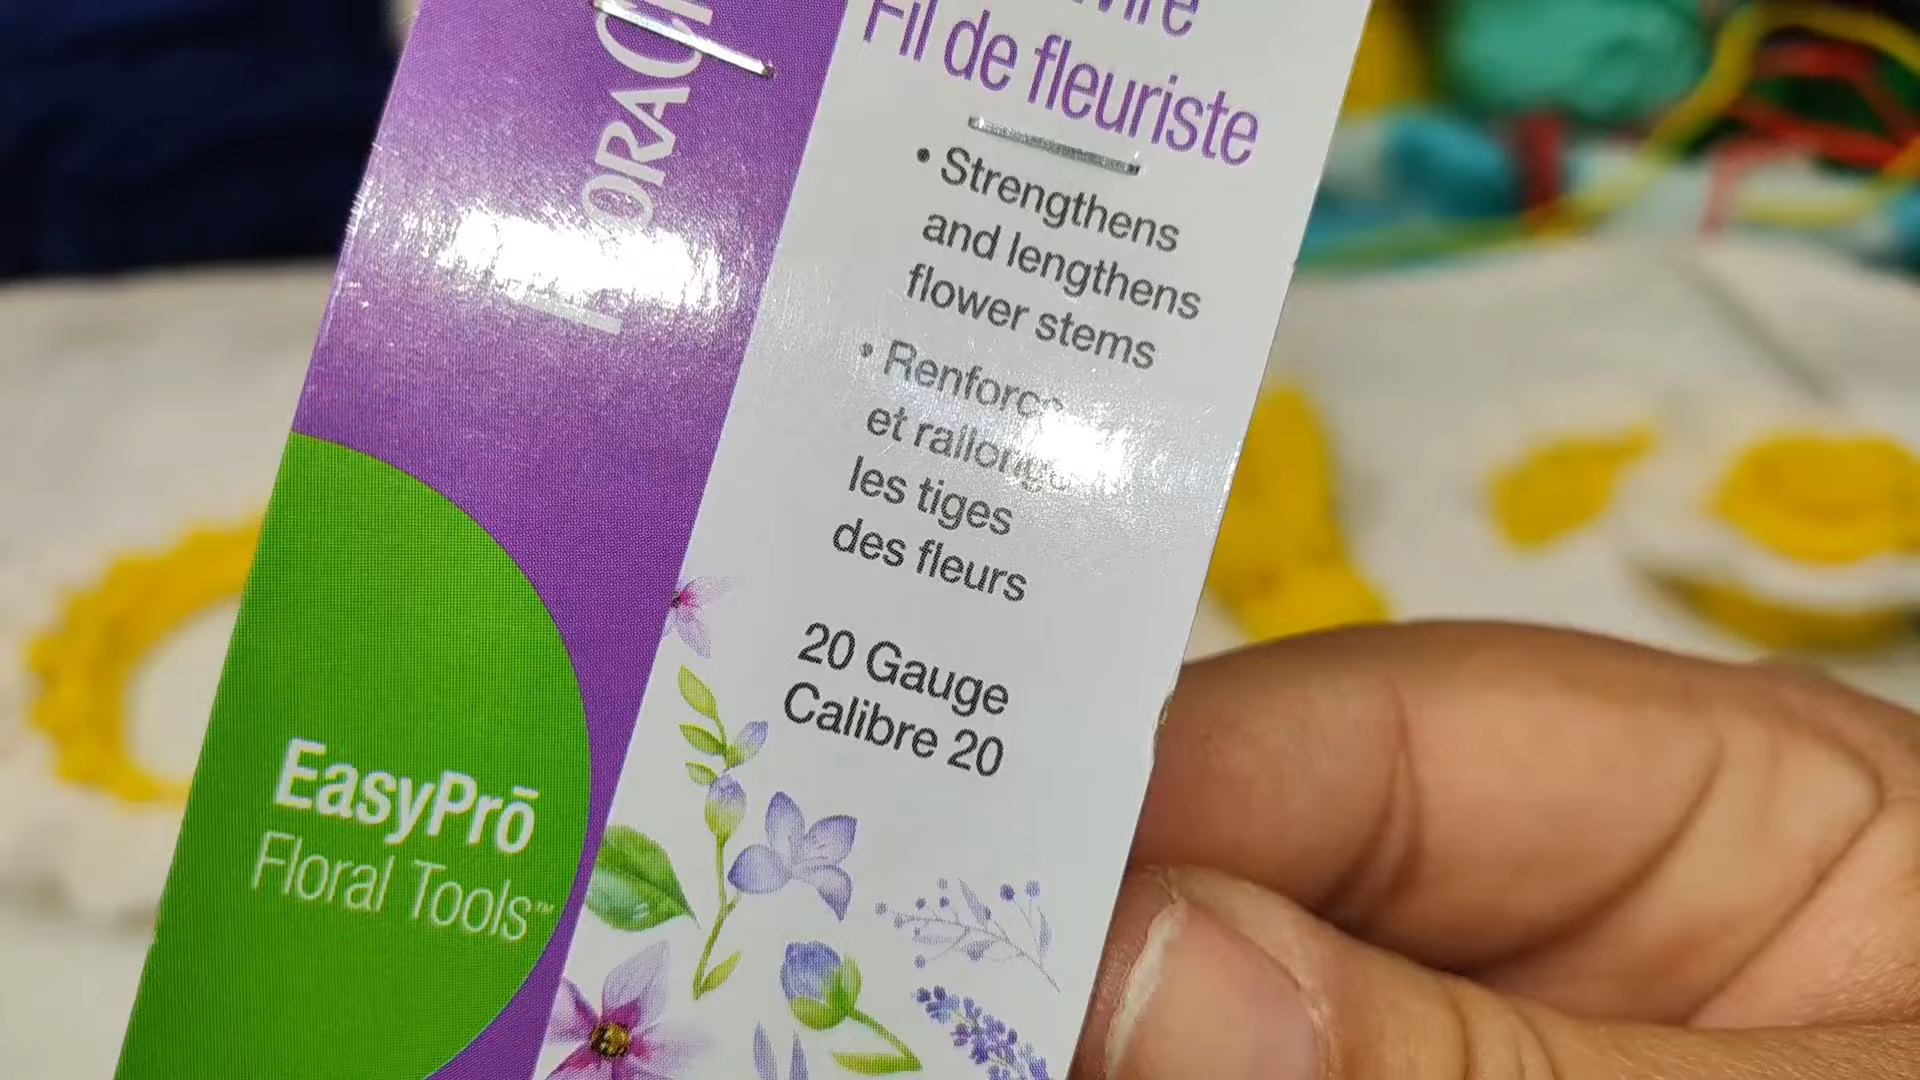 Fil de fleuriste
• Strengthens
and lengthens
flower stems
• Renforce
et rallonge
les tiges
des fleurs
20 Gauge
Calibre 20
EasyPrō
Floral Tools™